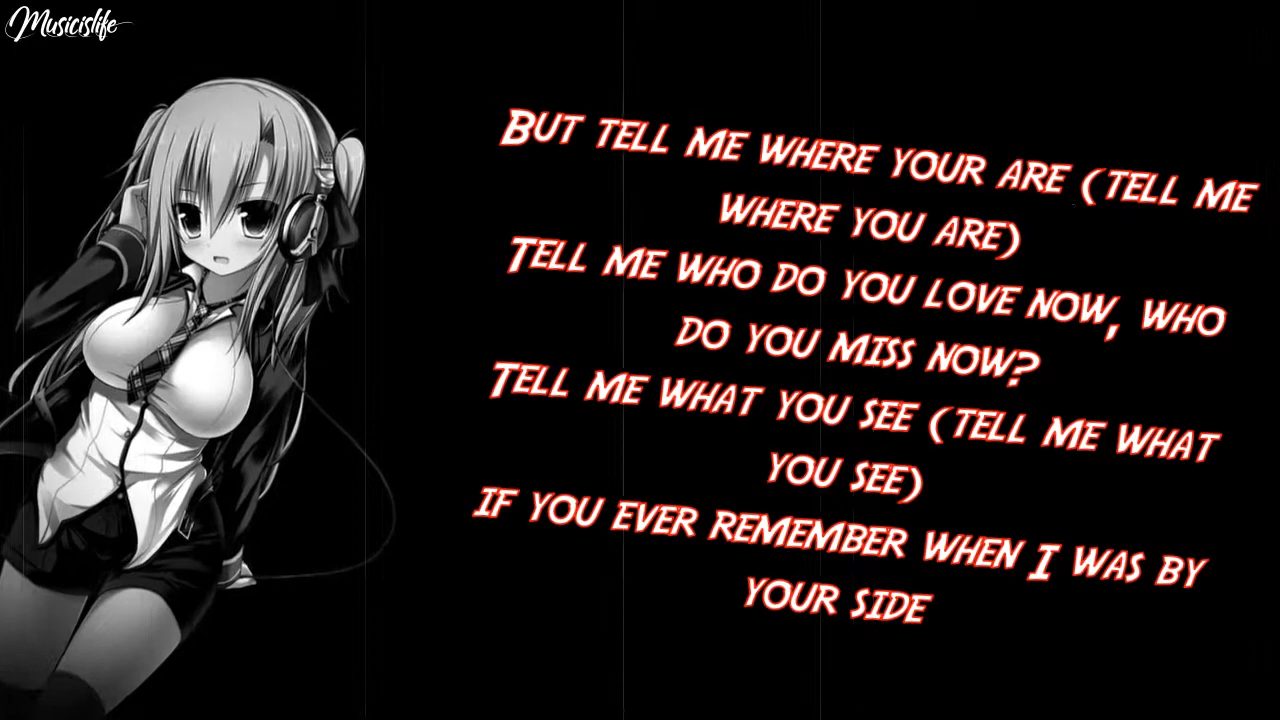 Musicislife
But tell me where your are (tell me
where you are)
Tell me who do you love now, who
do you miss now?
Tell me what you see (tell me what
you see)
if you ever remember when I was by
your side